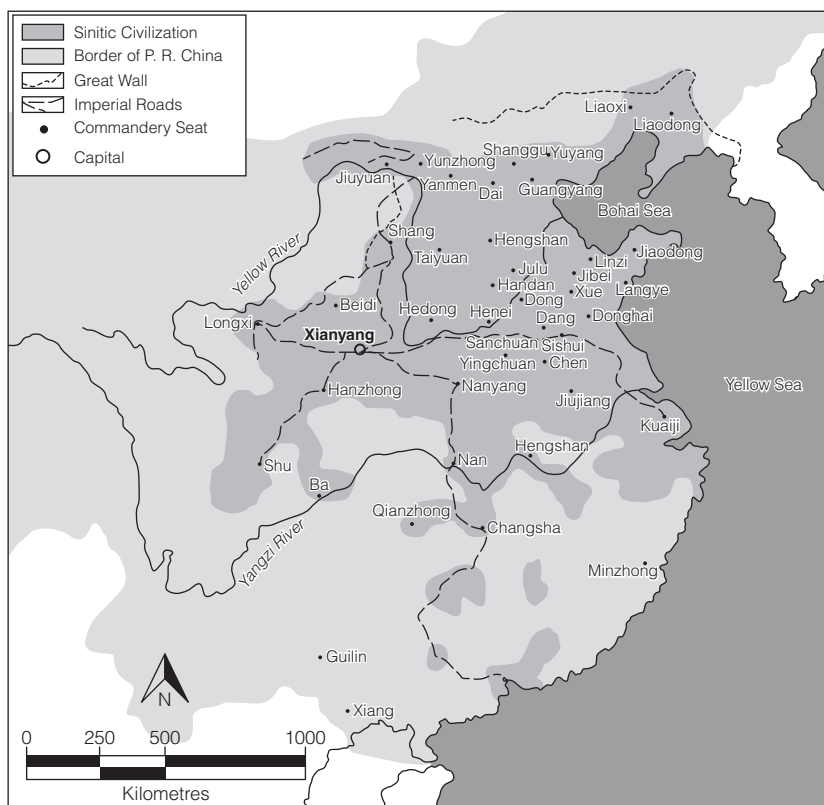 Sinitic Civilization
Border of P. R. China
Great Wall
Imperial Roads
Commandery Seat
Capital
Liaoxi
Liaodong
Shanggu
Yuyang
Yunzhong
Jiuyuan
Yanmen
Dai
Guangyang
Bohai Sea
Yellow River
Shang
Hengshan
Taiyuan
Jiaodong
Linzi
Julu
Jibei
Handan
Xue
Langye
Dong
Beidi
Hedong
Henei
Donghai
Longxi
Dang
Xianyang
Sanchuan
Sishui
Yingchuan
Chen
Hanzhong
Nanyang
Jiujiang
Yellow Sea
Kuaiji
Hengshan
Shu
Nan
Ba
Qianzhong
Changsha
Yangzi River
Minzhong
Guilin
N
Xiang
0 250 500 1000
Kilometres